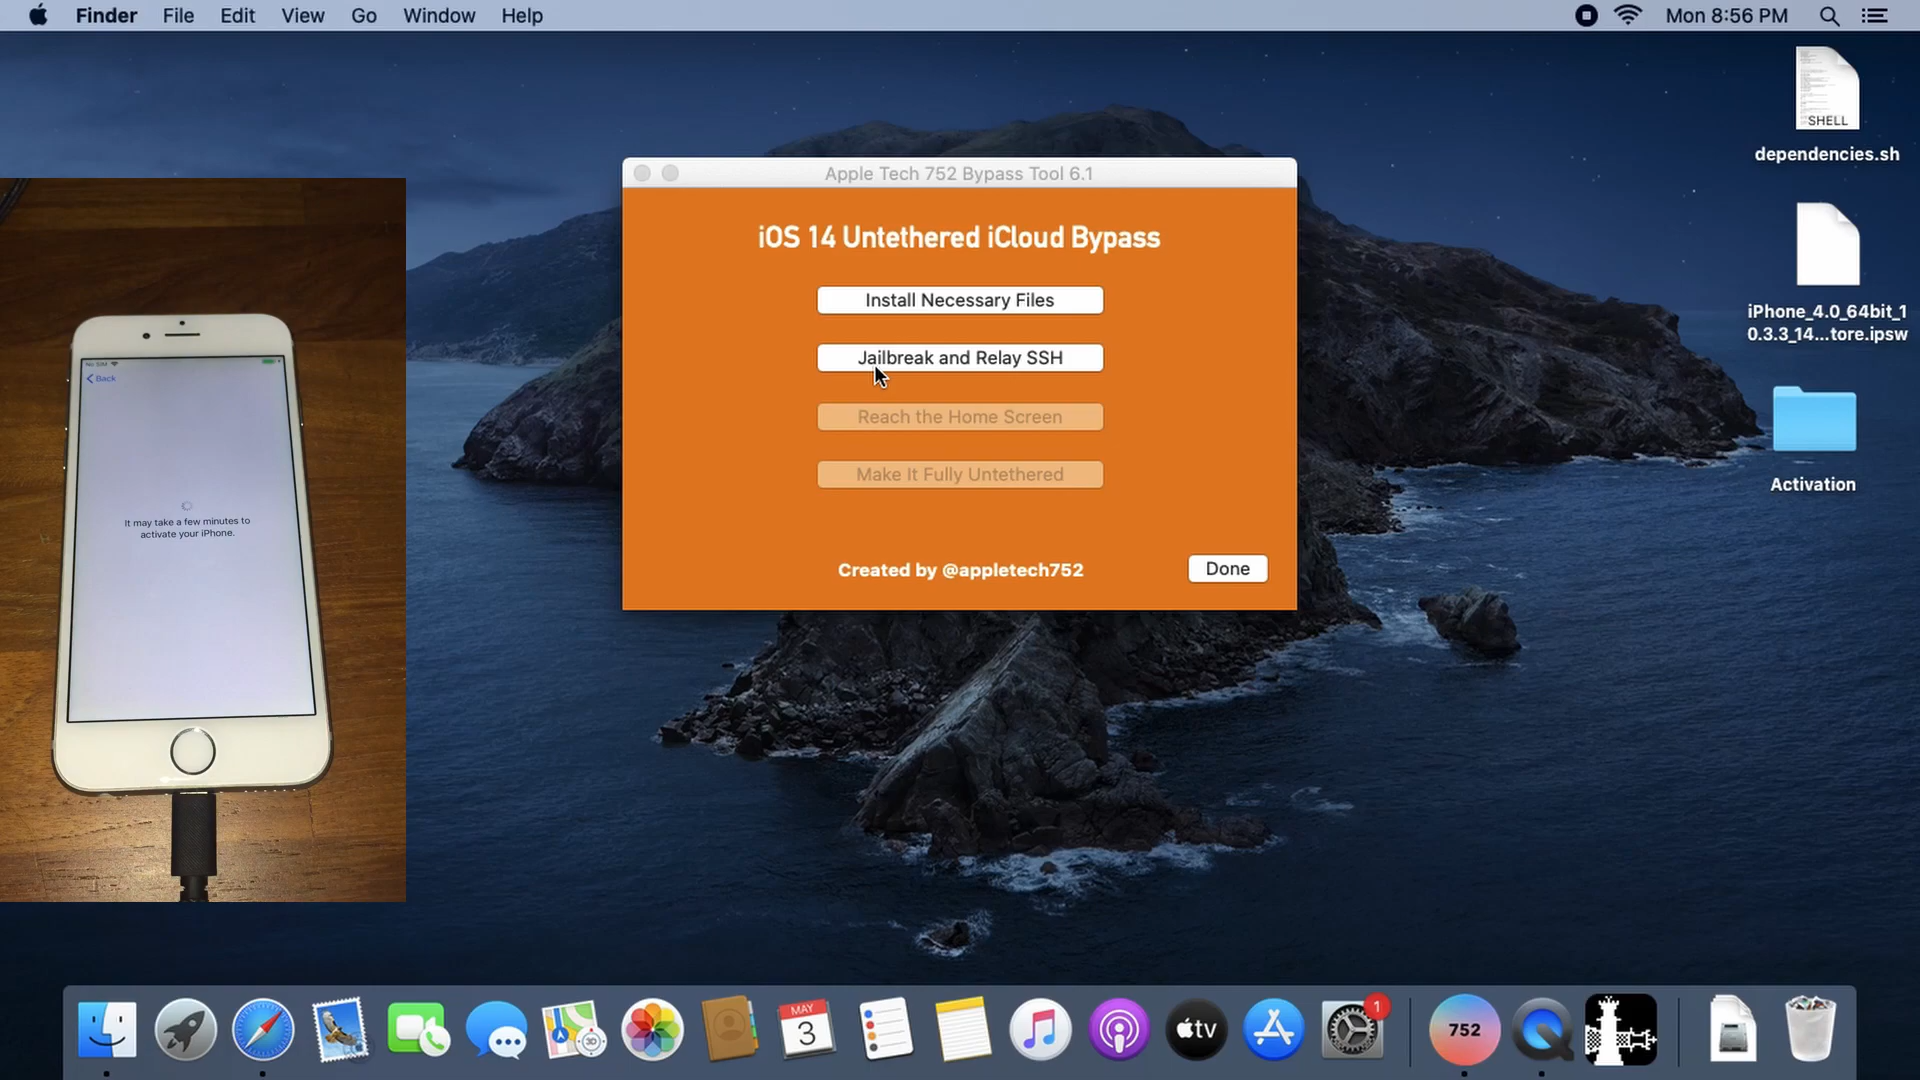 Finder File Edit View Go Window Help
Mon 8:56 PM
SHELL
dependencies.sh
iPhone_4.0_64bit_1
0.3.3_14...tore.ipsw
Activation
Apple Tech 752 Bypass Tool 6.1
iOS 14 Untethered iCloud Bypass
Install Necessary Files
Jailbreak and Relay SSH
Reach the Home Screen
Make It Fully Untethered
Created by @appletech752
Done
No SIM
Back
It may take a few minutes to
activate your iPhone.
3D
MAY
3
tv
1
752